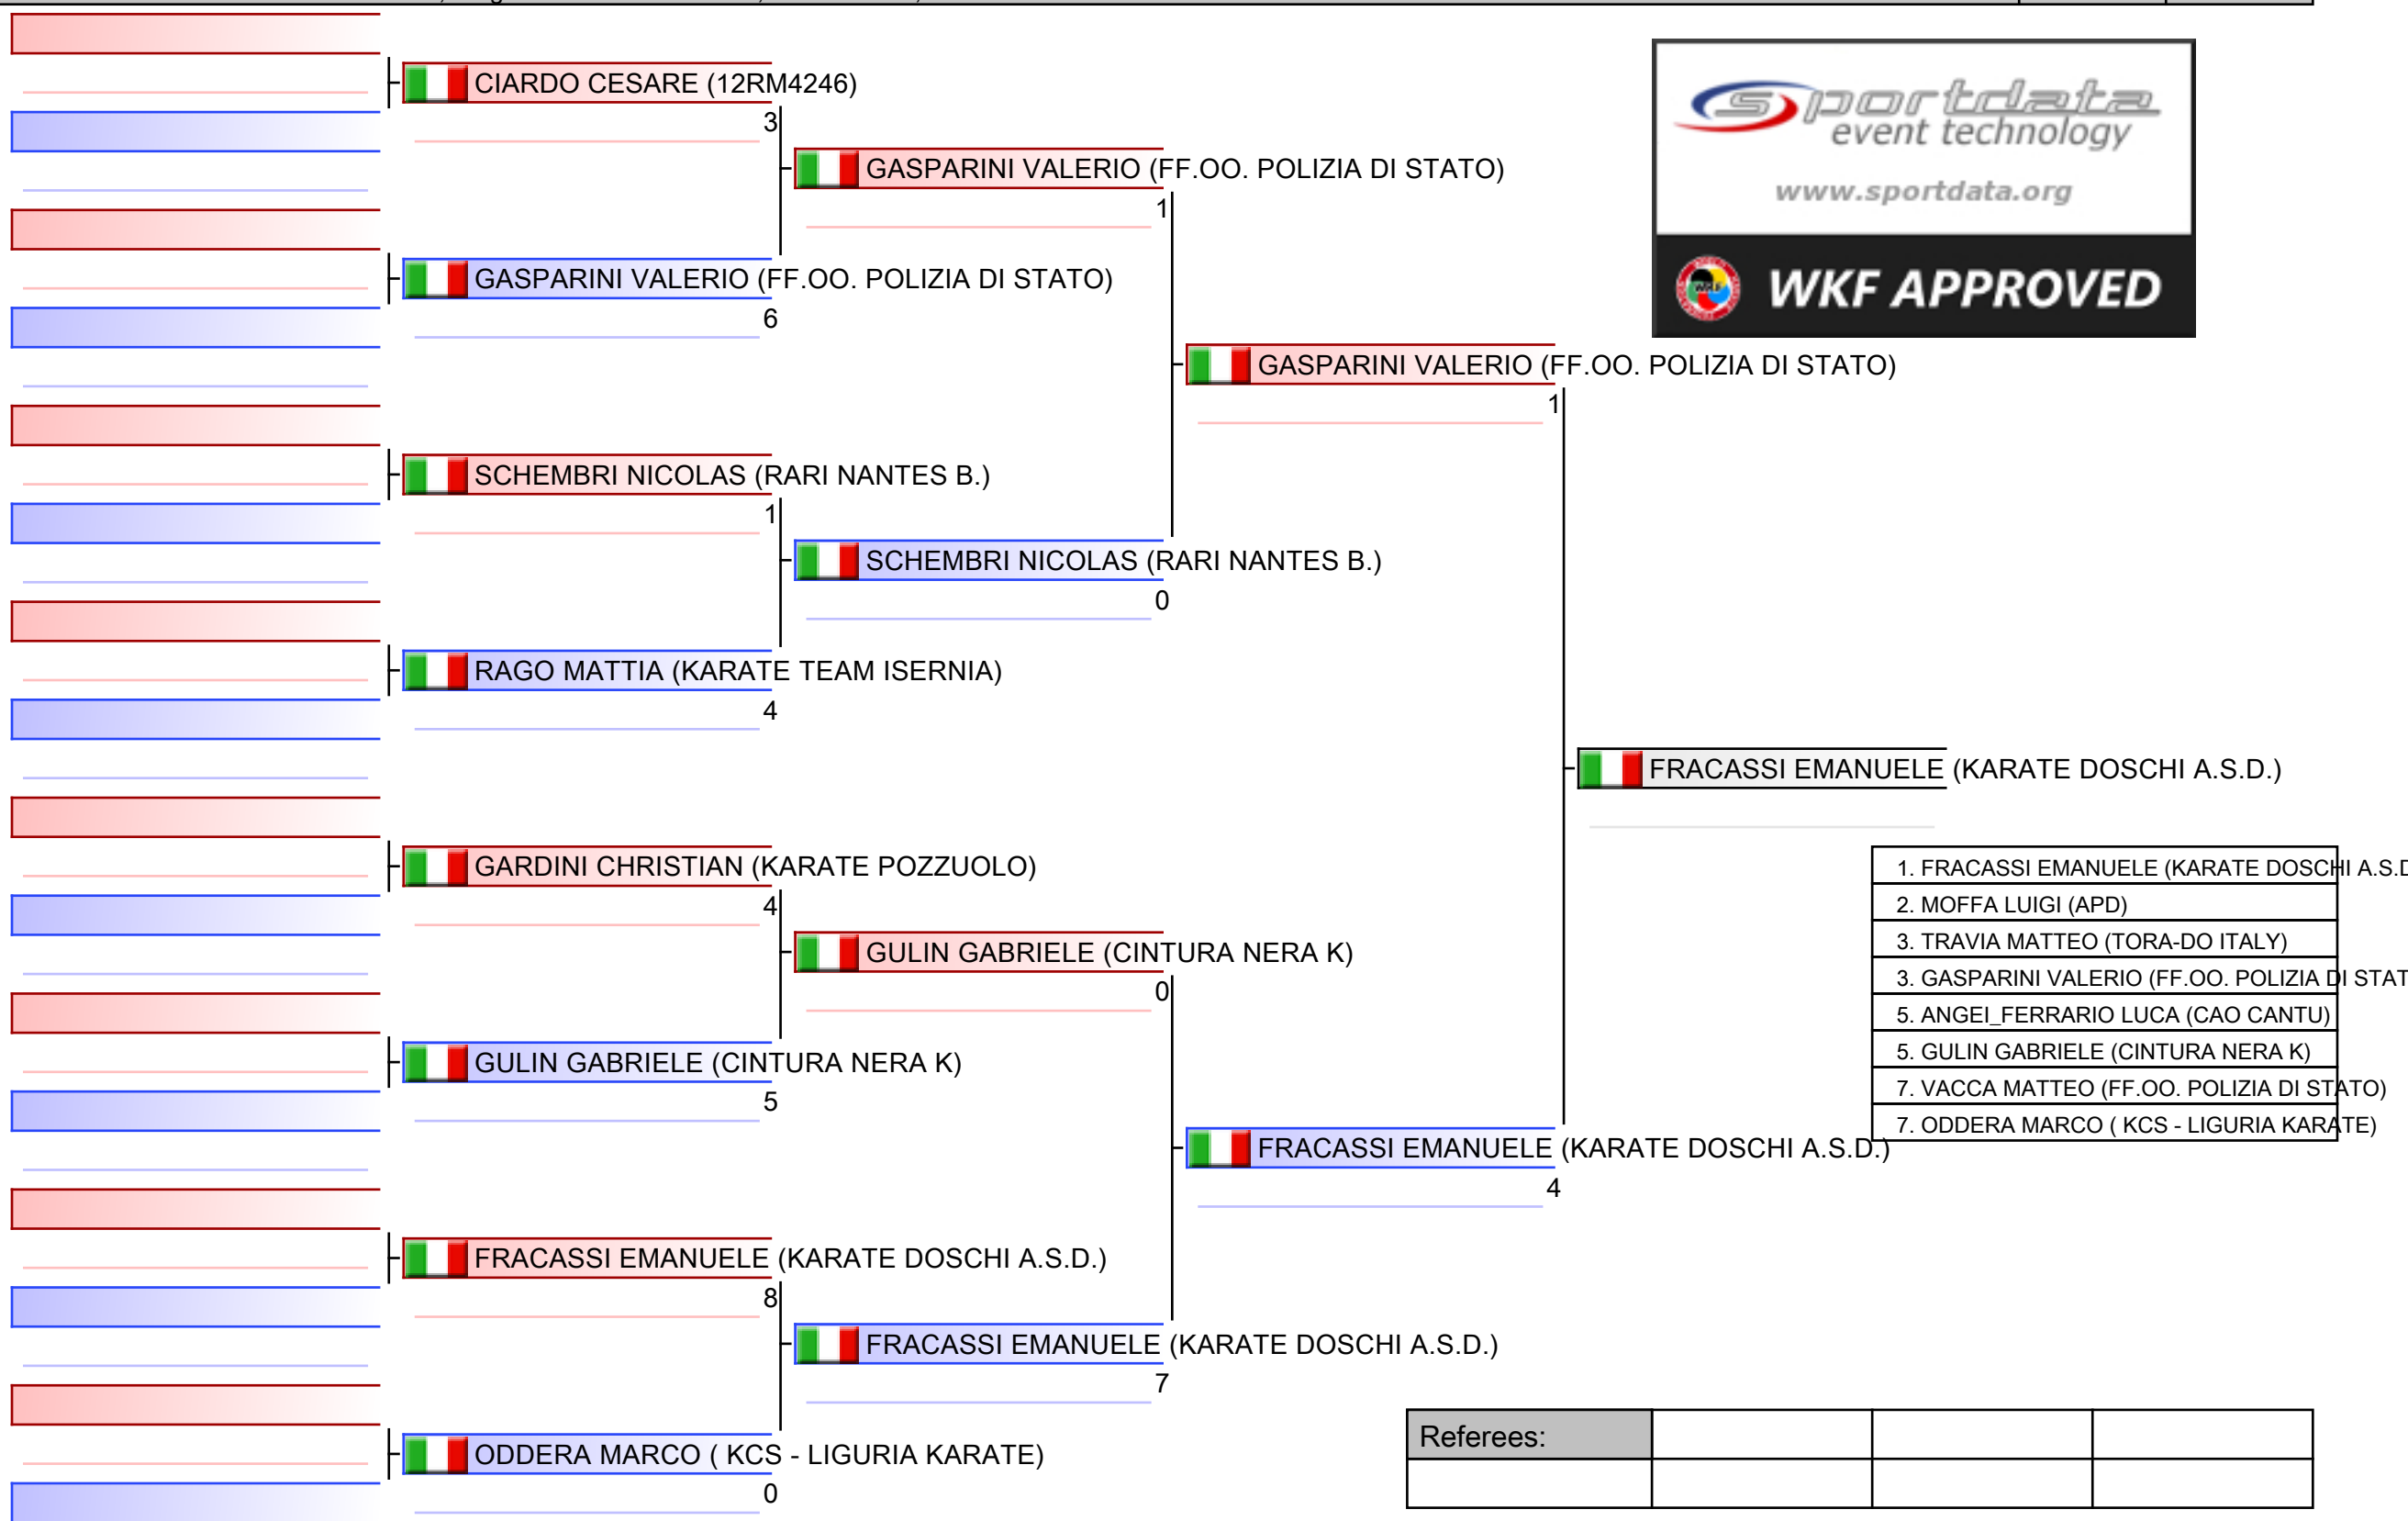 CIARDO CESARE (12RM4246)
3
GASPARINI VALERIO (FF.OO. POLIZIA DI STATO)
1
GASPARINI VALERIO (FF.OO. POLIZIA DI STATO)
6
GASPARINI VALERIO (FF.OO. POLIZIA DI STATO)
1
SCHEMBRI NICOLAS (RARI NANTES B.)
1
SCHEMBRI NICOLAS (RARI NANTES B.)
0
RAGO MATTIA (KARATE TEAM ISERNIA)
4
FRACASSI EMANUELE (KARATE DOSCHI A.S.D.)
GARDINI CHRISTIAN (KARATE POZZUOLO)
4
GULIN GABRIELE (CINTURA NERA K)
0
GULIN GABRIELE (CINTURA NERA K)
5
FRACASSI EMANUELE (KARATE DOSCHI A.S.D.)
4
FRACASSI EMANUELE (KARATE DOSCHI A.S.D.)
8
FRACASSI EMANUELE (KARATE DOSCHI A.S.D.)
7
ODDERA MARCO ( KCS - LIGURIA KARATE)
0
sportdata
event technology
www.sportdata.org
WKF APPROVED
1. FRACASSI EMANUELE (KARATE DOSCHI A.S.D
2. MOFFA LUIGI (APD)
3. TRAVIA MATTEO (TORA-DO ITALY)
3. GASPARINI VALERIO (FF.OO. POLIZIA DI STAT
5. ANGEI_FERRARIO LUCA (CAO CANTU)
5. GULIN GABRIELE (CINTURA NERA K)
7. VACCA MATTEO (FF.OO. POLIZIA DI STATO)
7. ODDERA MARCO ( KCS - LIGURIA KARATE)
Referees: